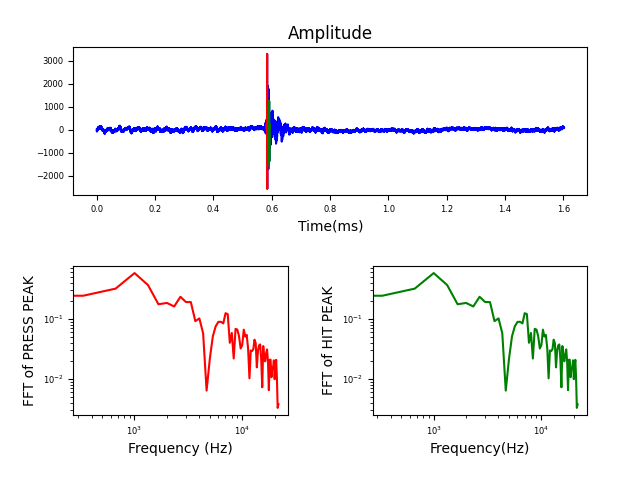 Amplitude
3000
2000
1000
0
−1000
−2000
0.0 0.2 0.4 0.6 0.8 1.0 1.2 1.4 1.6
Time(ms)
FFT of PRESS PEAK
10⁻¹
10⁻²
10³ 10⁴
Frequency (Hz)
FFT of HIT PEAK
10⁻¹
10⁻²
10³ 10⁴
Frequency(Hz)